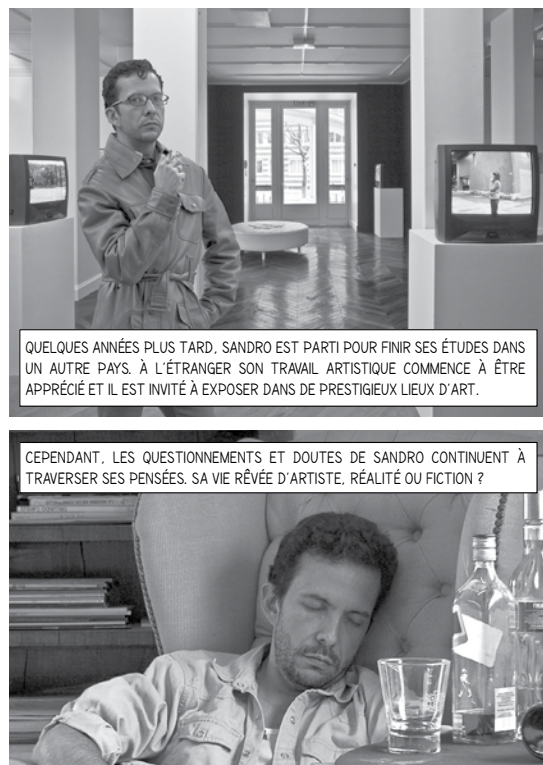 QUELQUES ANNÉES PLUS TARD, SANDRO EST PARTI POUR FINIR SES ÉTUDES DANS
UN AUTRE PAYS. À L'ÉTRANGER SON TRAVAIL ARTISTIQUE COMMENCE À ÊTRE
APPRÉCIÉ ET IL EST INVITÉ À EXPOSER DANS DE PRESTIGIEUX LIEUX D'ART.
CEPENDANT, LES QUESTIONNEMENTS ET DOUTES DE SANDRO CONTINUENT À
TRAVERSER SES PENSÉES. SA VIE RÊVÉE D'ARTISTE, RÉALITÉ OU FICTION ?